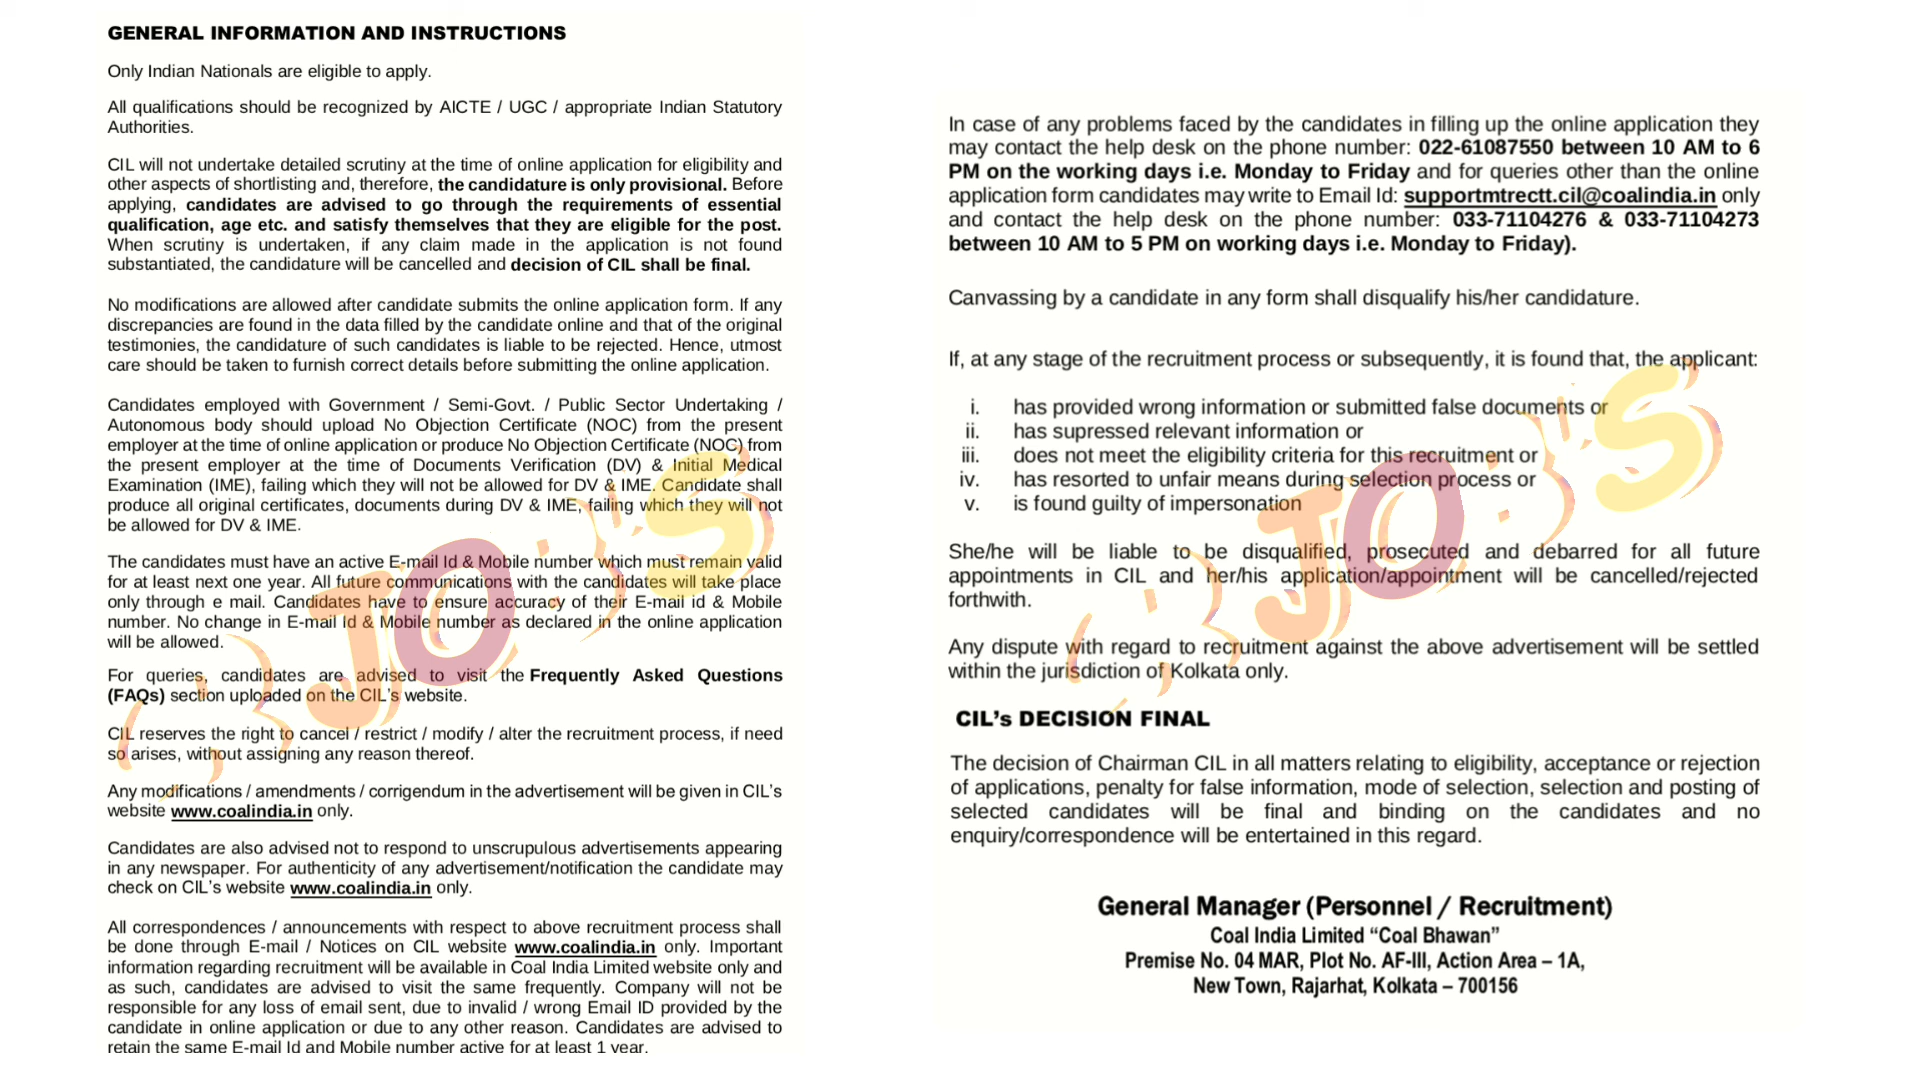 GENERAL INFORMATION AND INSTRUCTIONS
Only Indian Nationals are eligible to apply.
All qualifications should be recognized by AICTE / UGC / appropriate Indian Statutory
Authorities.
CIL will not undertake detailed scrutiny at the time of online application for eligibility and
other aspects of shortlisting and, therefore, the candidature is only provisional. Before
applying, candidates are advised to go through the requirements of essential
qualification, age etc. and satisfy themselves that they are eligible for the post.
When scrutiny is undertaken, if any claim made in the application is not found
substantiated, the candidature will be cancelled and decision of CIL shall be final.
No modifications are allowed after candidate submits the online application form. If any
discrepancies are found in the data filled by the candidate online and that of the original
testimonies, the candidature of such candidates is liable to be rejected. Hence, utmost
care should be taken to furnish correct details before submitting the online application.
Candidates employed with Government / Semi-Govt. / Public Sector Undertaking /
Autonomous body should upload No Objection Certificate (NOC) from the present
employer at the time of online application or produce No Objection Certificate (NOC) from
the present employer at the time of Documents Verification (DV) & Initial Medical
Examination (IME), failing which they will not be allowed for DV & IME. Candidate shall
produce all original certificates, documents during DV & IME, failing which they will not
be allowed for DV & IME.
The candidates must have an active E-mail Id & Mobile number which must remain valid
for at least next one year. All future communications with the candidates will take place
only through e mail. Candidates have to ensure accuracy of their E-mail id & Mobile
number. No change in E-mail Id & Mobile number as declared in the online application
will be allowed.
For queries, candidates are advised to visit the Frequently Asked Questions
(FAQs) section uploaded on the CIL's website.
CIL reserves the right to cancel / restrict / modify / alter the recruitment process, if need
so arises, without assigning any reason thereof.
Any modifications / amendments / corrigendum in the advertisement will be given in CIL's
website www.coalindia.in only.
Candidates are also advised not to respond to unscrupulous advertisements appearing
in any newspaper. For authenticity of any advertisement/notification the candidate may
check on CIL's website www.coalindia.in only.
All correspondences / announcements with respect to above recruitment process shall
be done through E-mail / Notices on CIL website www.coalindia.in only. Important
information regarding recruitment will be available in Coal India Limited website only and
as such, candidates are advised to visit the same frequently. Company will not be
responsible for any loss of email sent, due to invalid / wrong Email ID provided by the
candidate in online application or due to any other reason. Candidates are advised to
retain the same E-mail Id and Mobile number active for at least 1 year.
In case of any problems faced by the candidates in filling up the online application they
may contact the help desk on the phone number: 022-61087550 between 10 AM to 6
PM on the working days i.e. Monday to Friday and for queries other than the online
application form candidates may write to Email Id: supportmtrectt.cil@coalindia.in only
and contact the help desk on the phone number: 033-71104276 & 033-71104273
between 10 AM to 5 PM on working days i.e. Monday to Friday).
Canvassing by a candidate in any form shall disqualify his/her candidature.
If, at any stage of the recruitment process or subsequently, it is found that, the applicant:
i. has provided wrong information or submitted false documents or
ii. has supressed relevant information or
iii. does not meet the eligibility criteria for this recruitment or
iv. has resorted to unfair means during selection process or
v. is found guilty of impersonation
She/he will be liable to be disqualified, prosecuted and debarred for all future
appointments in CIL and her/his application/appointment will be cancelled/rejected
forthwith.
Any dispute with regard to recruitment against the above advertisement will be settled
within the jurisdiction of Kolkata only.
CIL's DECISION FINAL
The decision of Chairman CIL in all matters relating to eligibility, acceptance or rejection
of applications, penalty for false information, mode of selection, selection and posting of
selected candidates will be final and binding on the candidates and no
enquiry/correspondence will be entertained in this regard.
General Manager (Personnel / Recruitment)
Coal India Limited "Coal Bhawan"
Premise No. 04 MAR, Plot No. AF-III, Action Area – 1A,
New Town, Rajarhat, Kolkata – 700156